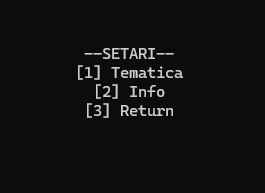 ——SETARI——
[1] Tematica
[2] Info
[3] Return